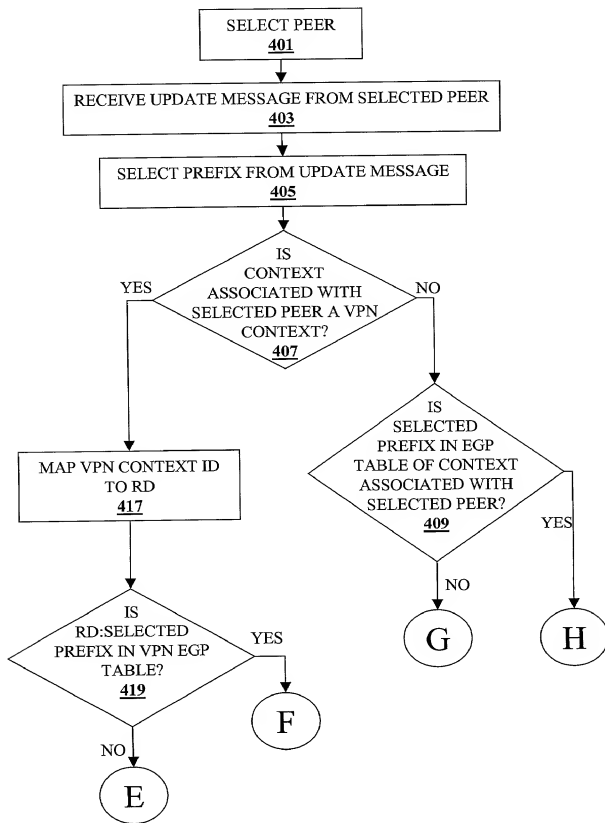 SELECT PEER
401
RECEIVE UPDATE MESSAGE FROM SELECTED PEER
403
SELECT PREFIX FROM UPDATE MESSAGE
405
IS
CONTEXT
ASSOCIATED WITH
SELECTED PEER A VPN
CONTEXT?
407
YES
NO
MAP VPN CONTEXT ID
TO RD
417
IS
SELECTED
PREFIX IN EGP
TABLE OF CONTEXT
ASSOCIATED WITH
SELECTED PEER?
409
YES
NO
G
H
IS
RD:SELECTED
PREFIX IN VPN EGP
TABLE?
419
YES
F
NO
E